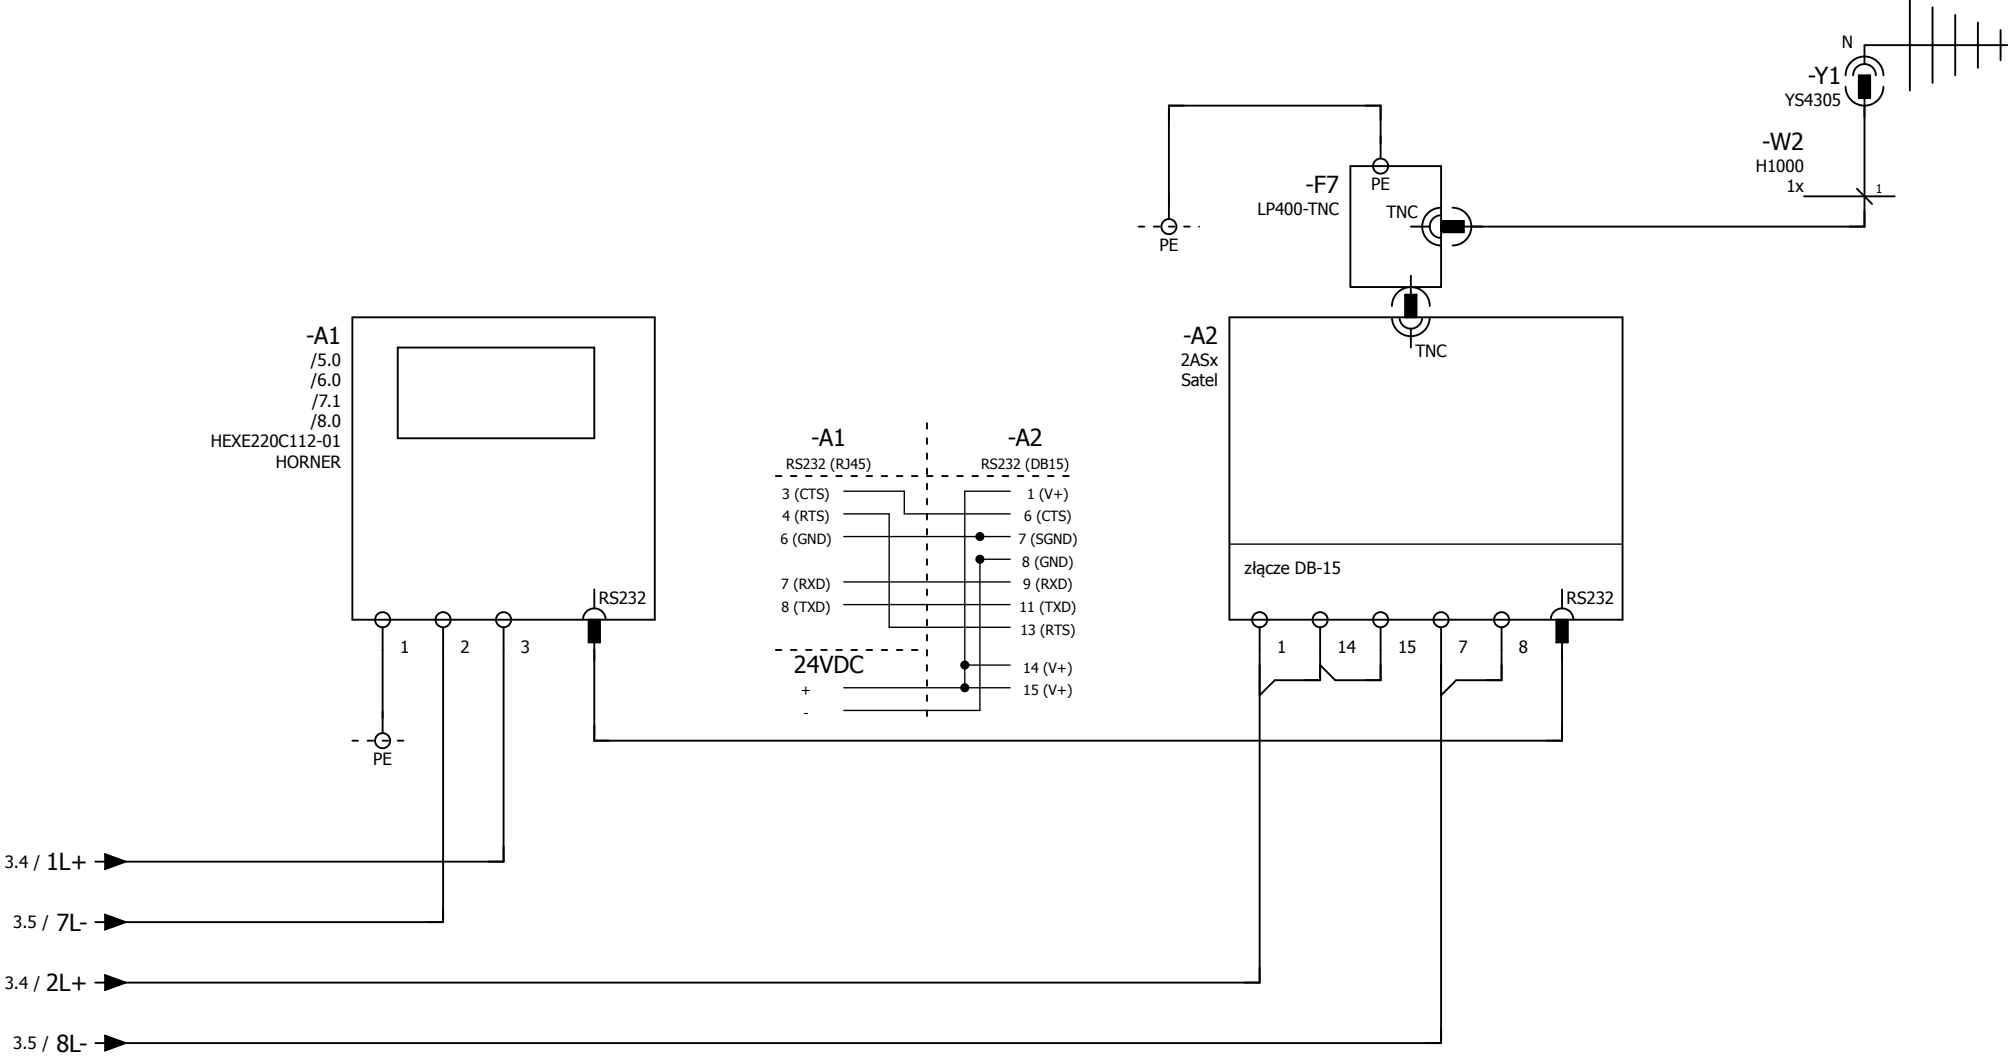 N
-Y1
YS4305
-W2
H1000
1x
1
-F7
LP400-TNC
PE
TNC
PE
-A1
/5.0
/6.0
/7.1
/8.0
HEXE220C112-01
HORNER
RS232
1
2
3
PE
-A1
-A2
RS232 (RJ45)
RS232 (DB15)
3 (CTS)
1 (V+)
4 (RTS)
6 (CTS)
6 (GND)
7 (SGND)
8 (GND)
7 (RXD)
9 (RXD)
8 (TXD)
11 (TXD)
13 (RTS)
24VDC
14 (V+)
+
15 (V+)
-
-A2
2ASx
Satel
TNC
złącze DB-15
RS232
1
14
15
7
8
3.4 / 1L+
3.5 / 7L-
3.4 / 2L+
3.5 / 8L-